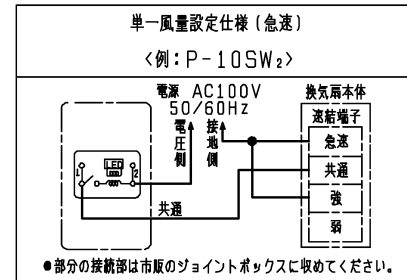 単一風量設定仕様(急速)
〈例:P-10SW₂〉
電源 AC100V
50/60Hz
換気扇本体
速結端子
電圧側
接地側
急速
共通
強
弱
LED
1
2
共通
●部分の接続部は市販のジョイントボックスに収めてください。